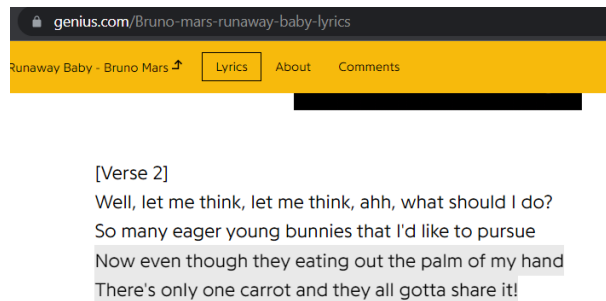 genius.com/Bruno-mars-runaway-baby-lyrics
Runaway Baby - Bruno Mars Lyrics About Comments
[Verse 2]
Well, let me think, let me think, ahh, what should I do?
So many eager young bunnies that I'd like to pursue
Now even though they eating out the palm of my hand
There's only one carrot and they all gotta share it!